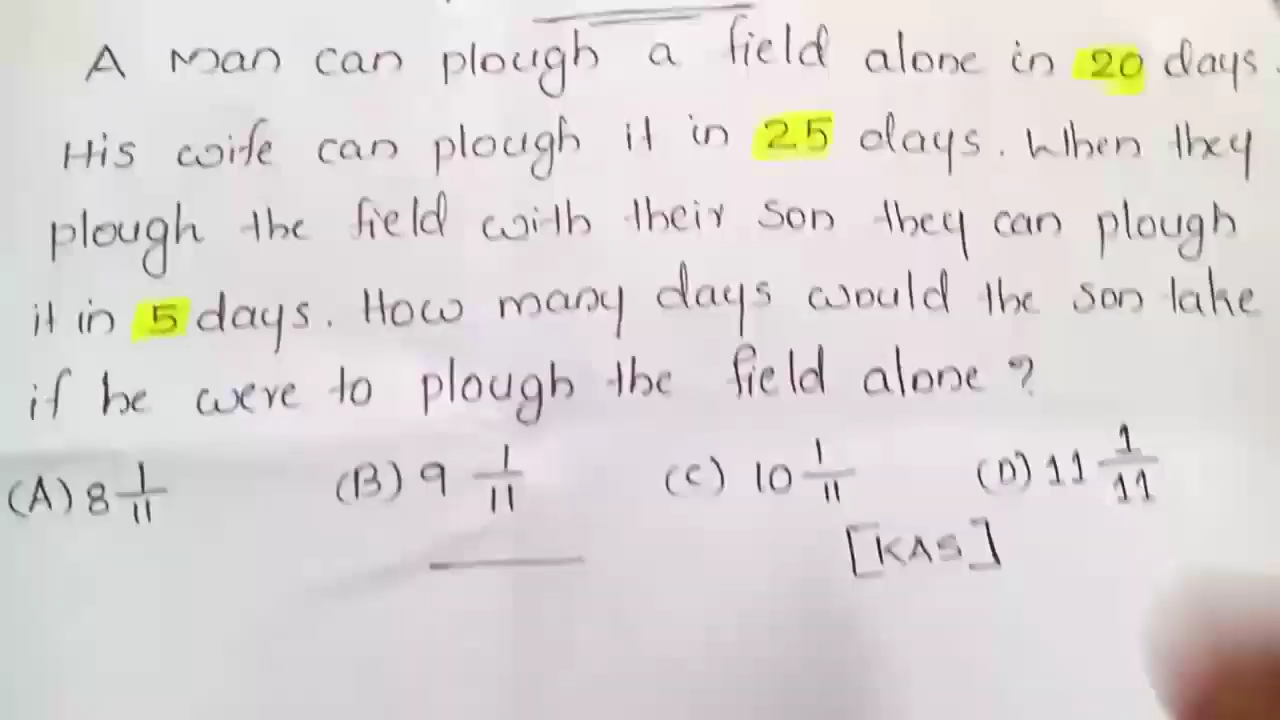 A man can plough a field alone in 20 days.
His wife can plough it in 25 days. When they
plough the field with their son they can plough
it in 5 days. How many days would the son take
if he were to plough the field alone?
(A) 8 1/11 (B) 9 1/11 (C) 10 1/11 (D) 11 1/11
[KAS]